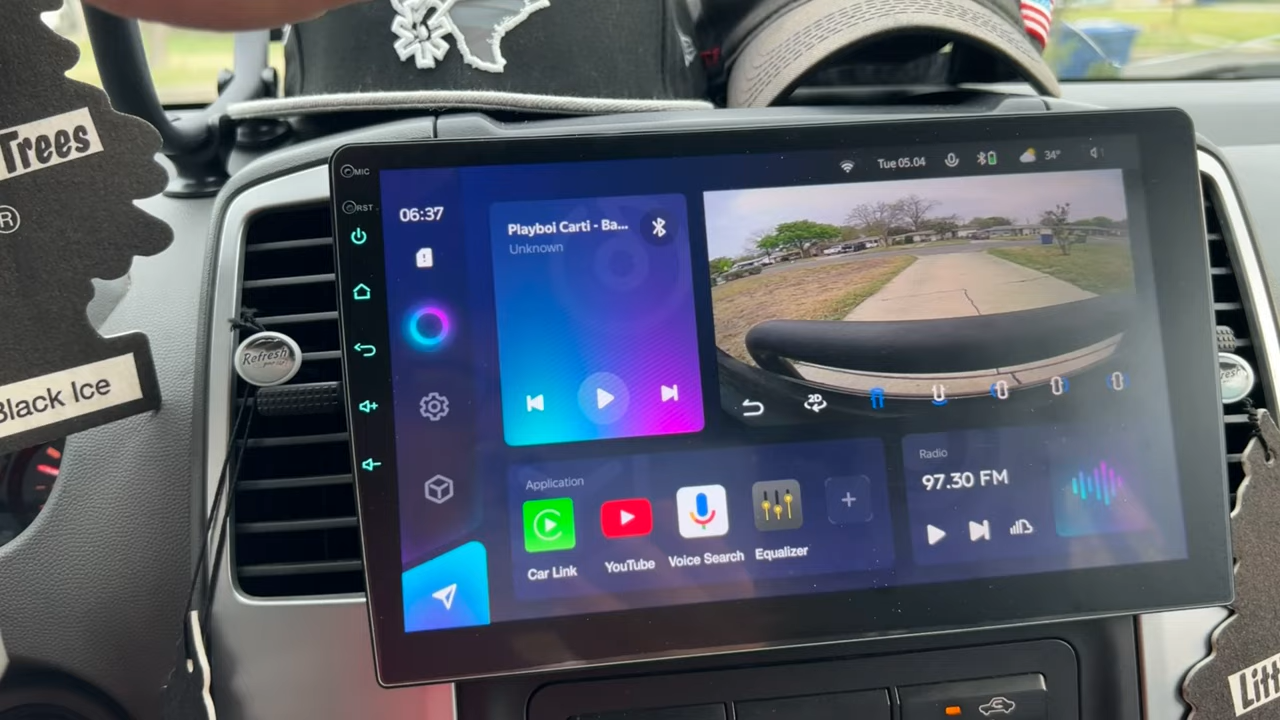 Trees
®
Black Ice
Refresh
MIC
RST
06:37
Tue 05.04
34°
Playboi Carti - Ba...
Unknown
2D
Application
Car Link
YouTube
Voice Search
Equalizer
+
Radio
97.30 FM
Litt